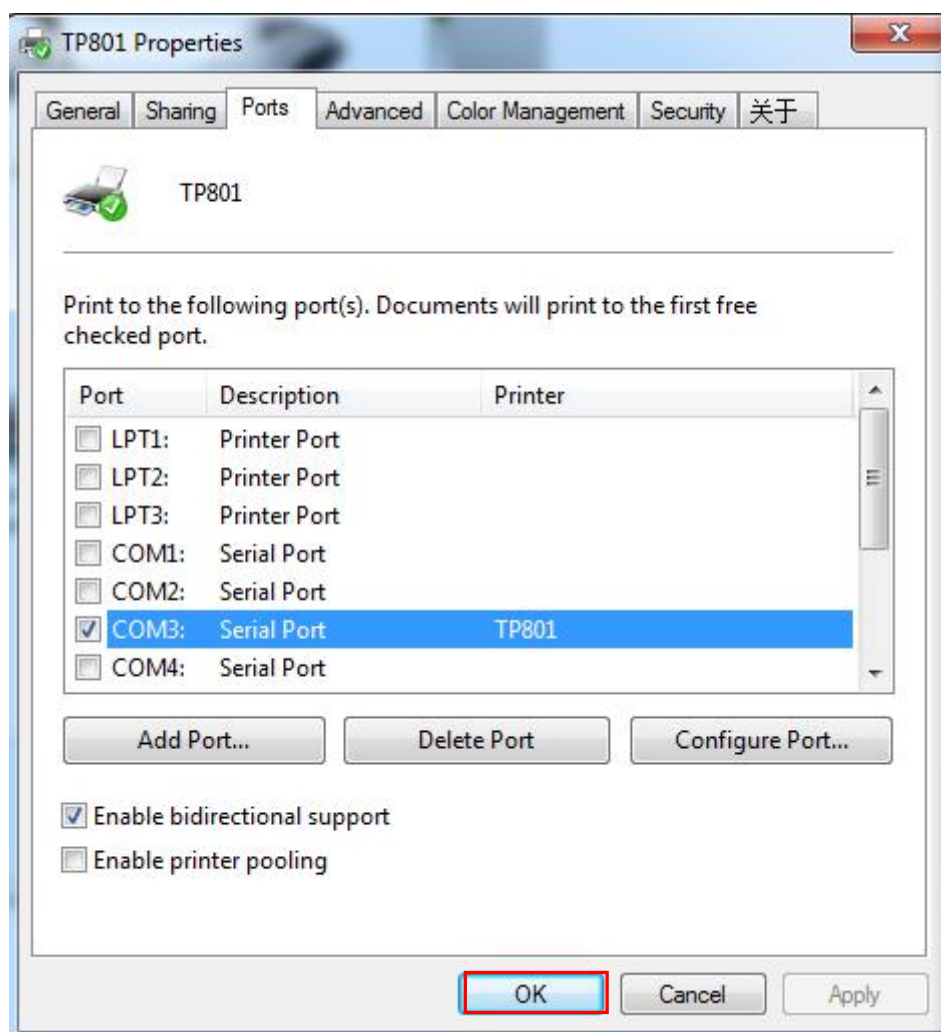 TP801 Properties
General Sharing Ports Advanced Color Management Security 关于
TP801
Print to the following port(s). Documents will print to the first free
checked port.
Port Description Printer
LPT1: Printer Port
LPT2: Printer Port
LPT3: Printer Port
COM1: Serial Port
COM2: Serial Port
COM3: Serial Port TP801
COM4: Serial Port
Add Port... Delete Port Configure Port...
Enable bidirectional support
Enable printer pooling
OK Cancel Apply